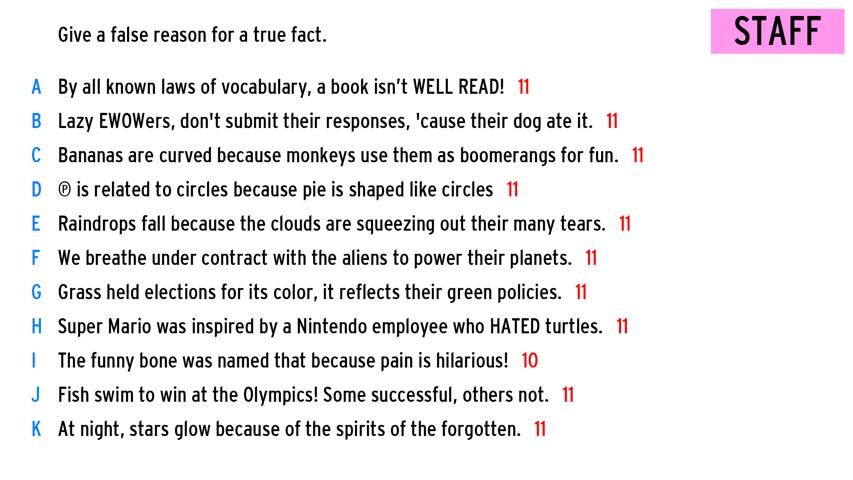 Give a false reason for a true fact.
STAFF
A By all known laws of vocabulary, a book isn't WELL READ! 11
B Lazy EWOWers, don't submit their responses, 'cause their dog ate it. 11
C Bananas are curved because monkeys use them as boomerangs for fun. 11
D ℗ is related to circles because pie is shaped like circles 11
E Raindrops fall because the clouds are squeezing out their many tears. 11
F We breathe under contract with the aliens to power their planets. 11
G Grass held elections for its color, it reflects their green policies. 11
H Super Mario was inspired by a Nintendo employee who HATED turtles. 11
I The funny bone was named that because pain is hilarious! 10
J Fish swim to win at the Olympics! Some successful, others not. 11
K At night, stars glow because of the spirits of the forgotten. 11